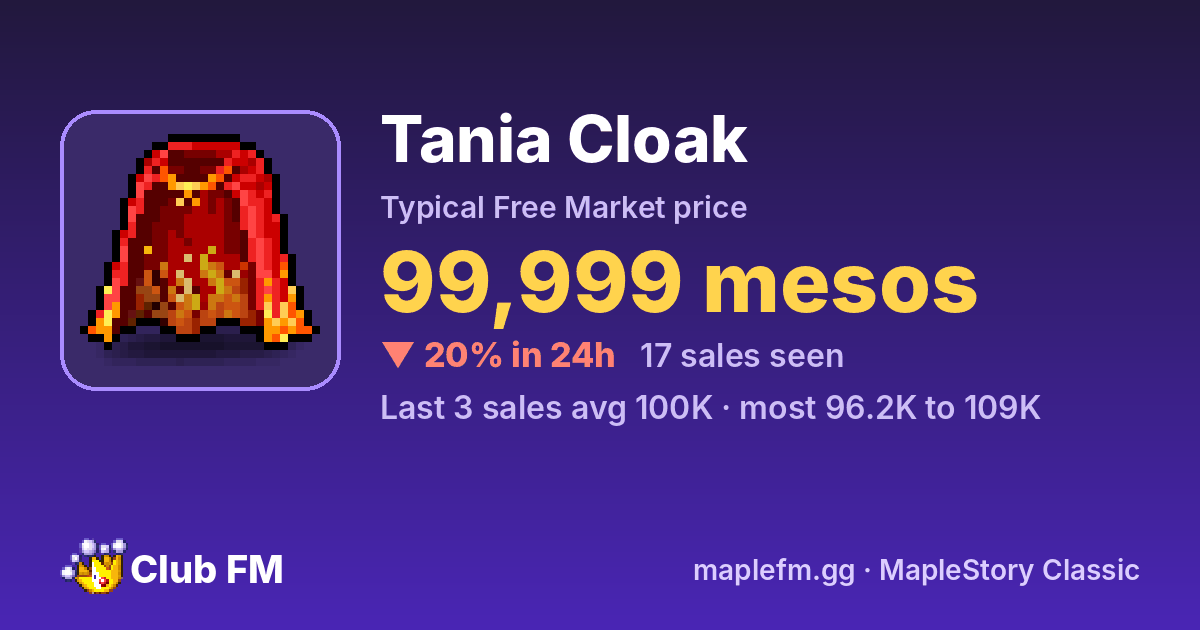 Tania Cloak
Typical Free Market price
99,999 mesos
▼ 20% in 24h 17 sales seen
Last 3 sales avg 100K · most 96.2K to 109K
Club FM
maplefm.gg · MapleStory Classic